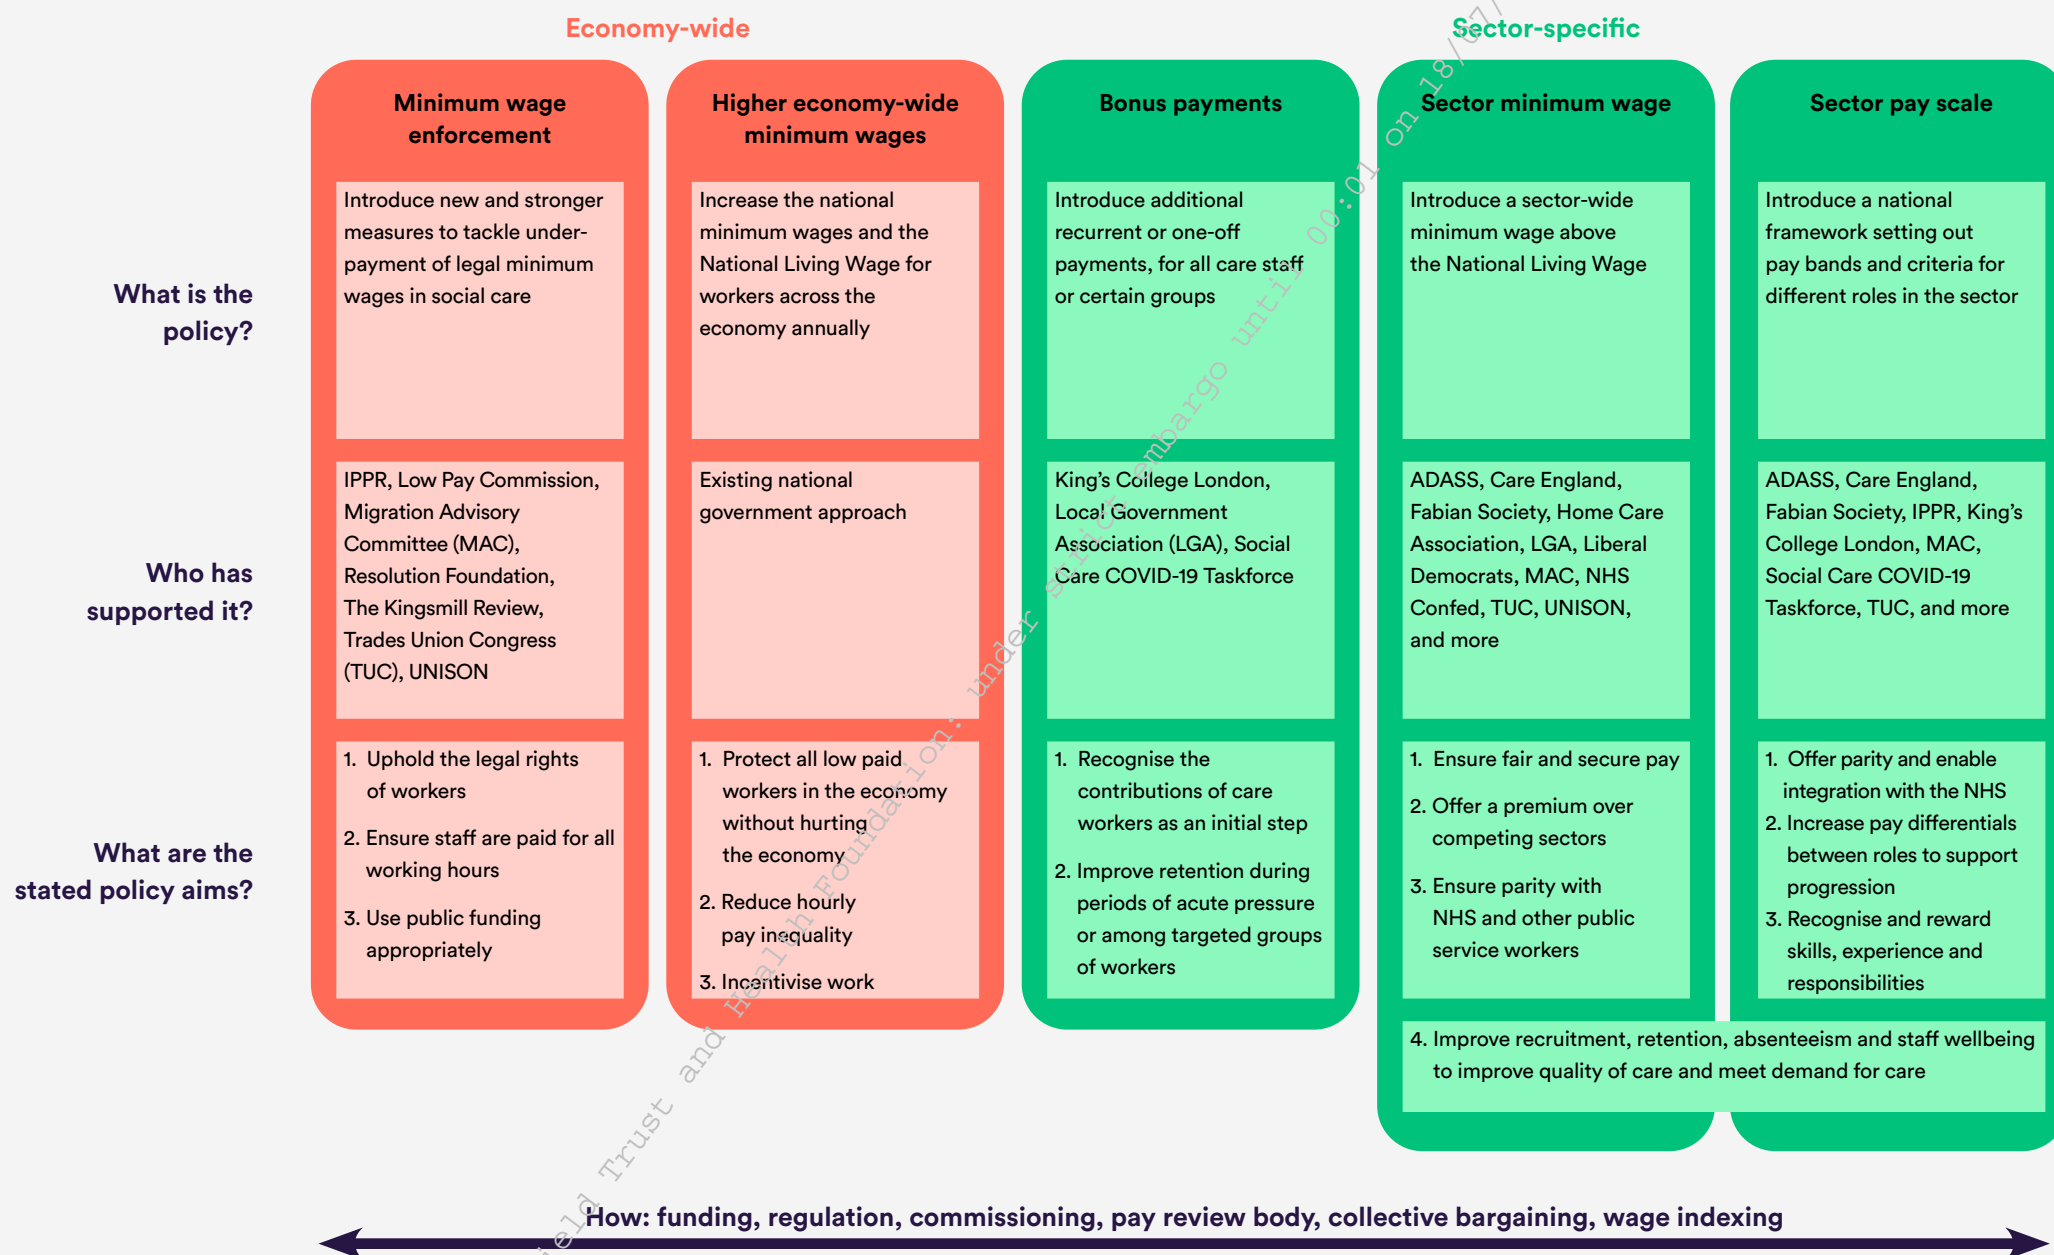 Economy-wide
Sector-specific
Minimum wage
enforcement
Higher economy-wide
minimum wages
Bonus payments
Sector minimum wage
Sector pay scale
What is the
policy?
Introduce new and stronger
measures to tackle under-
payment of legal minimum
wages in social care
Increase the national
minimum wages and the
National Living Wage for
workers across the
economy annually
Introduce additional
recurrent or one-off
payments, for all care staff
or certain groups
Introduce a sector-wide
minimum wage above
the National Living Wage
Introduce a national
framework setting out
pay bands and criteria for
different roles in the sector
Who has
supported it?
IPPR, Low Pay Commission,
Migration Advisory
Committee (MAC),
Resolution Foundation,
The Kingsmill Review,
Trades Union Congress
(TUC), UNISON
Existing national
government approach
King's College London,
Local Government
Association (LGA), Social
Care COVID-19 Taskforce
ADASS, Care England,
Fabian Society, Home Care
Association, LGA, Liberal
Democrats, MAC, NHS
Confed, TUC, UNISON,
and more
ADASS, Care England,
Fabian Society, IPPR, King's
College London, MAC,
Social Care COVID-19
Taskforce, TUC, and more
What are the
stated policy aims?
1. Uphold the legal rights
of workers
2. Ensure staff are paid for all
working hours
3. Use public funding
appropriately
1. Protect all low paid
workers in the economy
without hurting
the economy
2. Reduce hourly
pay inequality
3. Incentivise work
1. Recognise the
contributions of care
workers as an initial step
2. Improve retention during
periods of acute pressure
or among targeted groups
of workers
1. Ensure fair and secure pay
2. Offer a premium over
competing sectors
3. Ensure parity with
NHS and other public
service workers
1. Offer parity and enable
integration with the NHS
2. Increase pay differentials
between roles to support
progression
3. Recognise and reward
skills, experience and
responsibilities
4. Improve recruitment, retention, absenteeism and staff wellbeing
to improve quality of care and meet demand for care
How: funding, regulation, commissioning, pay review body, collective bargaining, wage indexing
Trust and Health Foundation: under strict embargo until 00:01 on 18/07/